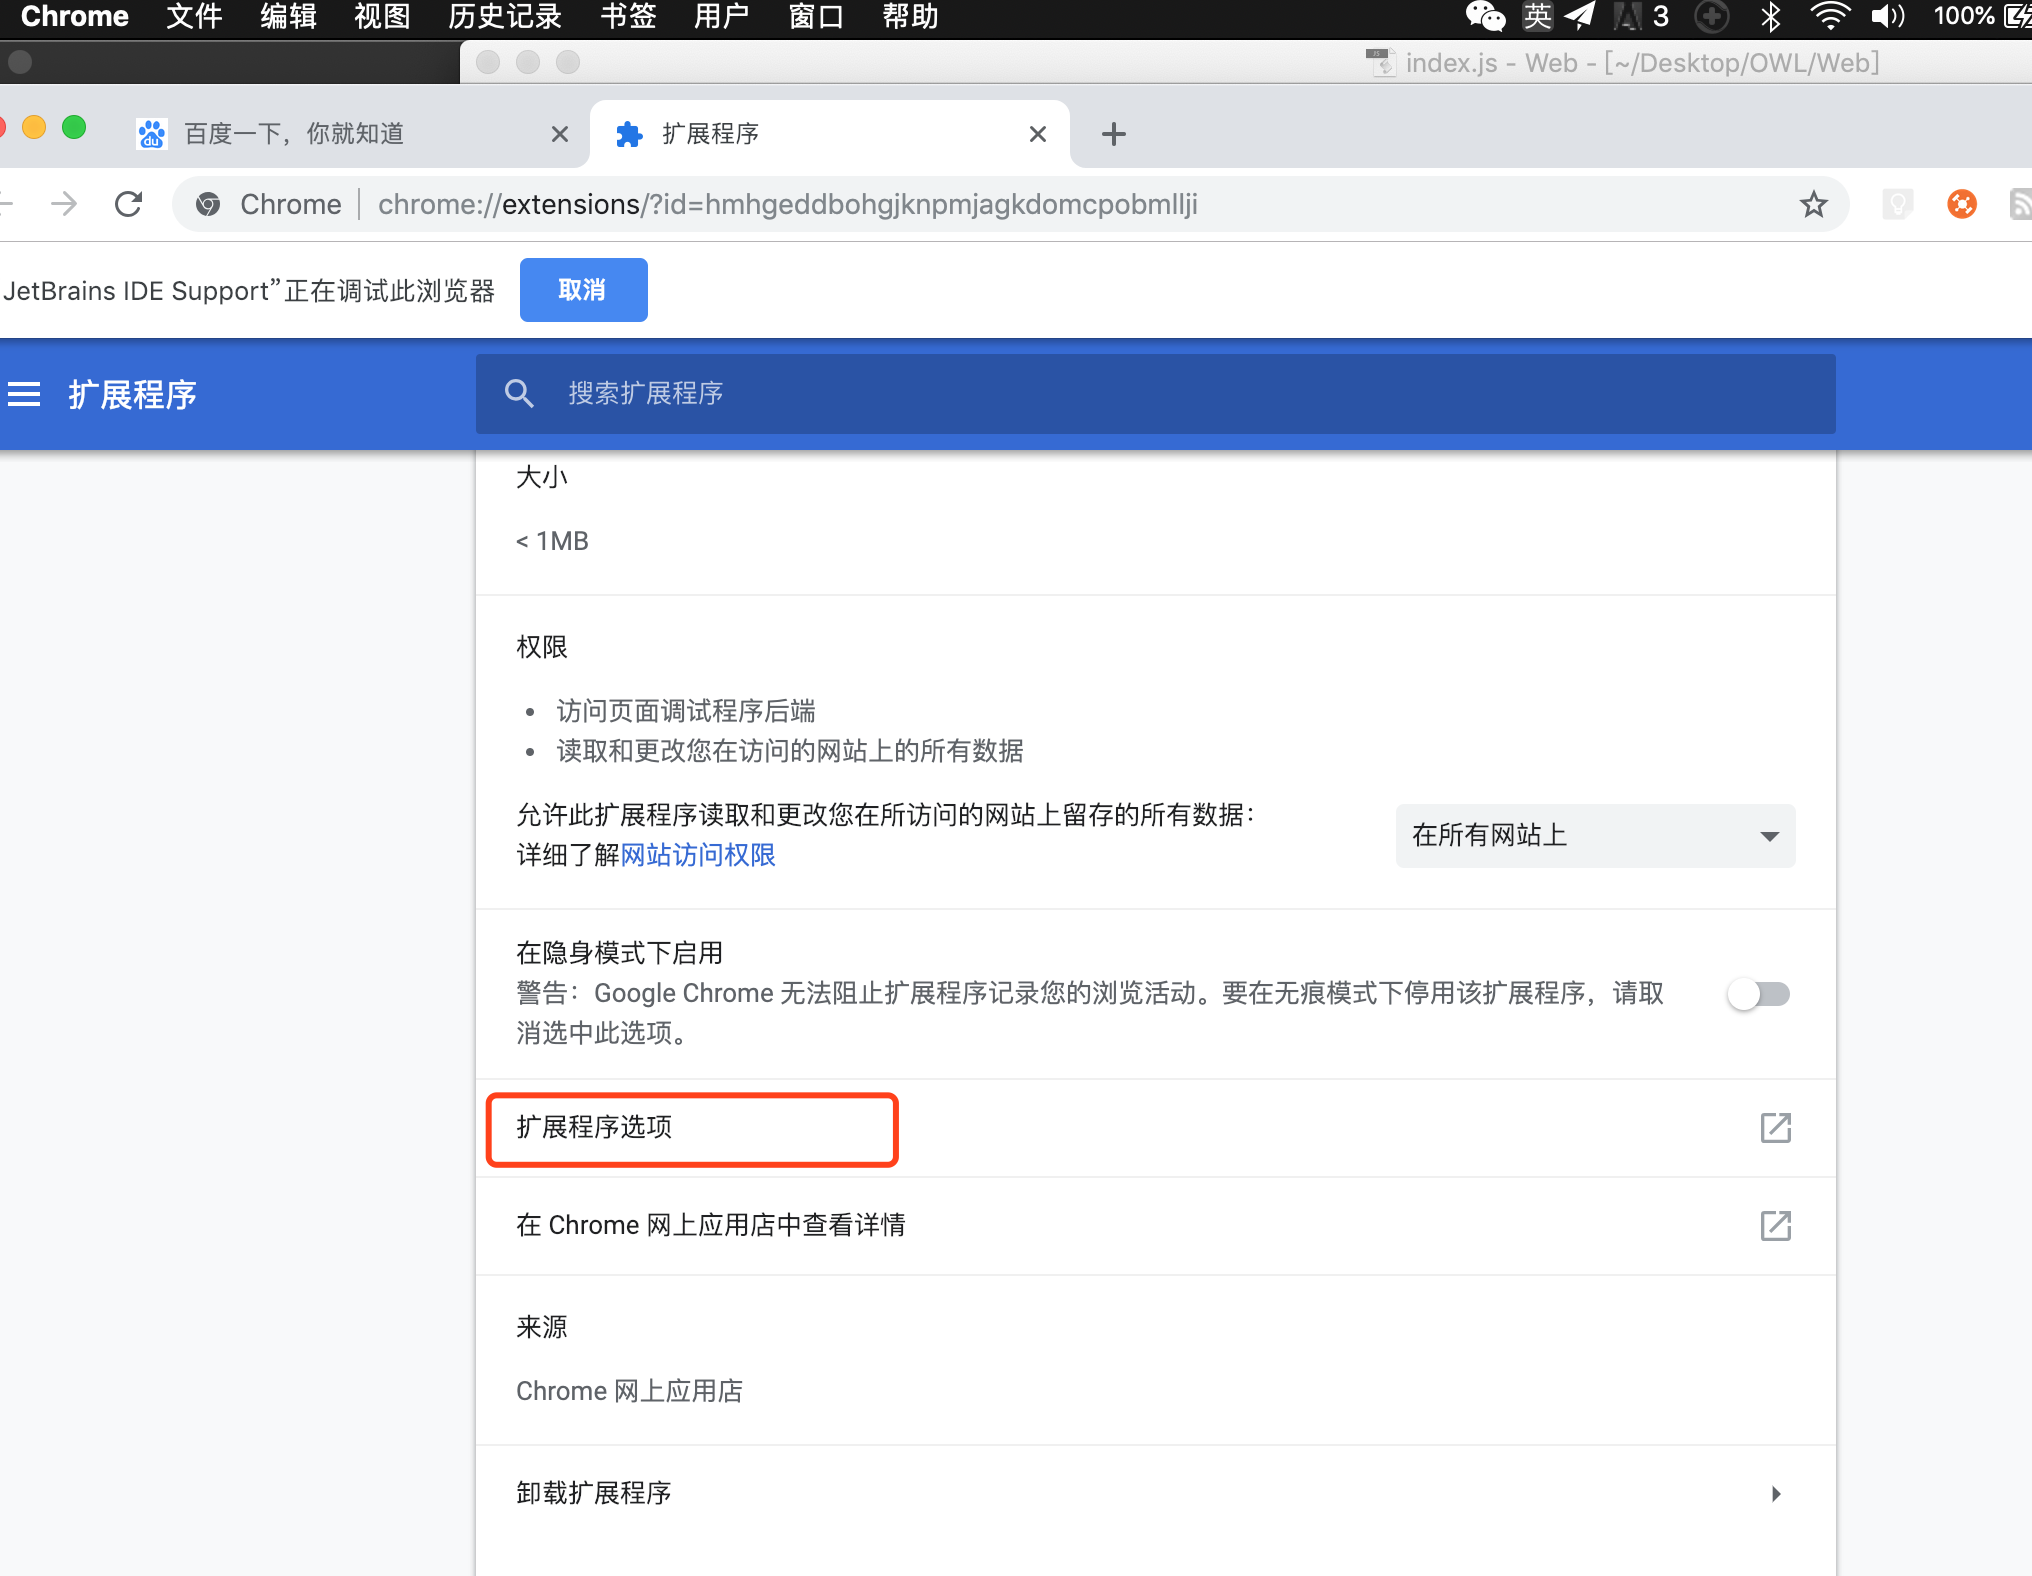 Chrome 文件 编辑 视图 历史记录 书签 用户 窗口 帮助 英 3 100%
index.js - Web - [~/Desktop/OWL/Web]
百度一下，你就知道 扩展程序
Chrome chrome://extensions/?id=hmhgeddbohgjknpmjagkdomcpobmllji
JetBrains IDE Support”正在调试此浏览器 取消
扩展程序 搜索扩展程序
大小
< 1MB
权限
• 访问页面调试程序后端
• 读取和更改您在访问的网站上的所有数据
允许此扩展程序读取和更改您在所访问的网站上留存的所有数据：
详细了解网站访问权限
在所有网站上
在隐身模式下启用
警告：Google Chrome 无法阻止扩展程序记录您的浏览活动。要在无痕模式下停用该扩展程序，请取
消选中此选项。
扩展程序选项
在 Chrome 网上应用店中查看详情
来源
Chrome 网上应用店
卸载扩展程序